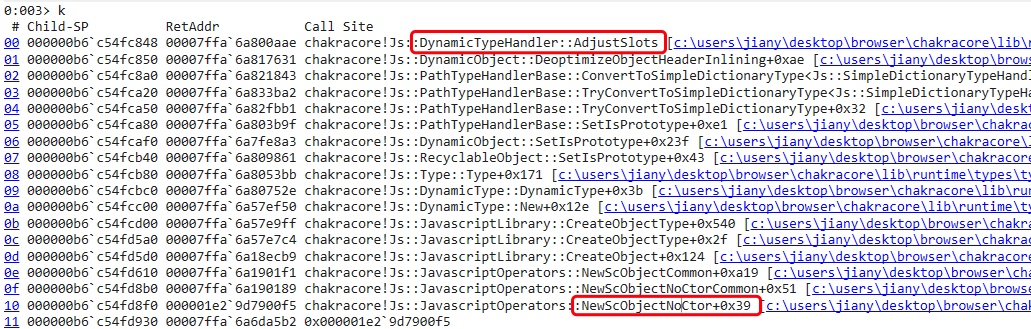 0:003> k
# Child-SP RetAddr Call Site
00 000000b6`c54fc848 00007ffa`6a800aae chakracore!Js::DynamicTypeHandler::AdjustSlots [c:\users\jiany\desktop\browser\chakracore\lib\r
01 000000b6`c54fc850 00007ffa`6a817631 chakracore!Js::DynamicObject::DeoptimizeObjectHeaderInlining+0xae [c:\users\jiany\desktop\brows
02 000000b6`c54fc8a0 00007ffa`6a821843 chakracore!Js::PathTypeHandlerBase::ConvertToSimpleDictionaryType<Js::SimpleDictionaryTypeHandl
03 000000b6`c54fca20 00007ffa`6a833ba2 chakracore!Js::PathTypeHandlerBase::TryConvertToSimpleDictionaryType<Js::SimpleDictionaryTypeHa
04 000000b6`c54fca50 00007ffa`6a82fbb1 chakracore!Js::PathTypeHandlerBase::TryConvertToSimpleDictionaryType+0x32 [c:\users\jiany\deskt
05 000000b6`c54fca80 00007ffa`6a803b9f chakracore!Js::PathTypeHandlerBase::SetIsPrototype+0xe1 [c:\users\jiany\desktop\browser\chakrac
06 000000b6`c54fcaf0 00007ffa`6a7fe8a3 chakracore!Js::DynamicObject::SetIsPrototype+0x23f [c:\users\jiany\desktop\browser\chakracore\l
07 000000b6`c54fcb40 00007ffa`6a809861 chakracore!Js::RecyclableObject::SetIsPrototype+0x43 [c:\users\jiany\desktop\browser\chakracore
08 000000b6`c54fcb80 00007ffa`6a8053bb chakracore!Js::Type::Type+0x171 [c:\users\jiany\desktop\browser\chakracore\lib\runtime\types\ty
09 000000b6`c54fcbc0 00007ffa`6a80752e chakracore!Js::DynamicType::DynamicType+0x3b [c:\users\jiany\desktop\browser\chakracore\lib\run
0a 000000b6`c54fcc00 00007ffa`6a57ef50 chakracore!Js::DynamicType::New+0x12e [c:\users\jiany\desktop\browser\chakracore\lib\runtime\ty
0b 000000b6`c54fcd00 00007ffa`6a57e9ff chakracore!Js::JavascriptLibrary::CreateObjectType+0x540 [c:\users\jiany\desktop\browser\chakra
0c 000000b6`c54fd5a0 00007ffa`6a57e7c4 chakracore!Js::JavascriptLibrary::CreateObjectType+0x2f [c:\users\jiany\desktop\browser\chakrac
0d 000000b6`c54fd5d0 00007ffa`6a18ecb9 chakracore!Js::JavascriptLibrary::CreateObject+0x124 [c:\users\jiany\desktop\browser\chakracore
0e 000000b6`c54fd610 00007ffa`6a1901f1 chakracore!Js::JavascriptOperators::NewScObjectCommon+0xa19 [c:\users\jiany\desktop\browser\cha
0f 000000b6`c54fd8b0 00007ffa`6a190189 chakracore!Js::JavascriptOperators::NewScObjectNoCtorCommon+0x51 [c:\users\jiany\desktop\browse
10 000000b6`c54fd8f0 000001e2`9d7900f5 chakracore!Js::JavascriptOperators::NewScObjectNoCtor+0x39 [c:\users\jiany\desktop\browser\chak
11 000000b6`c54fd930 00007ffa`6a6da5b2 0x000001e2`9d7900f5